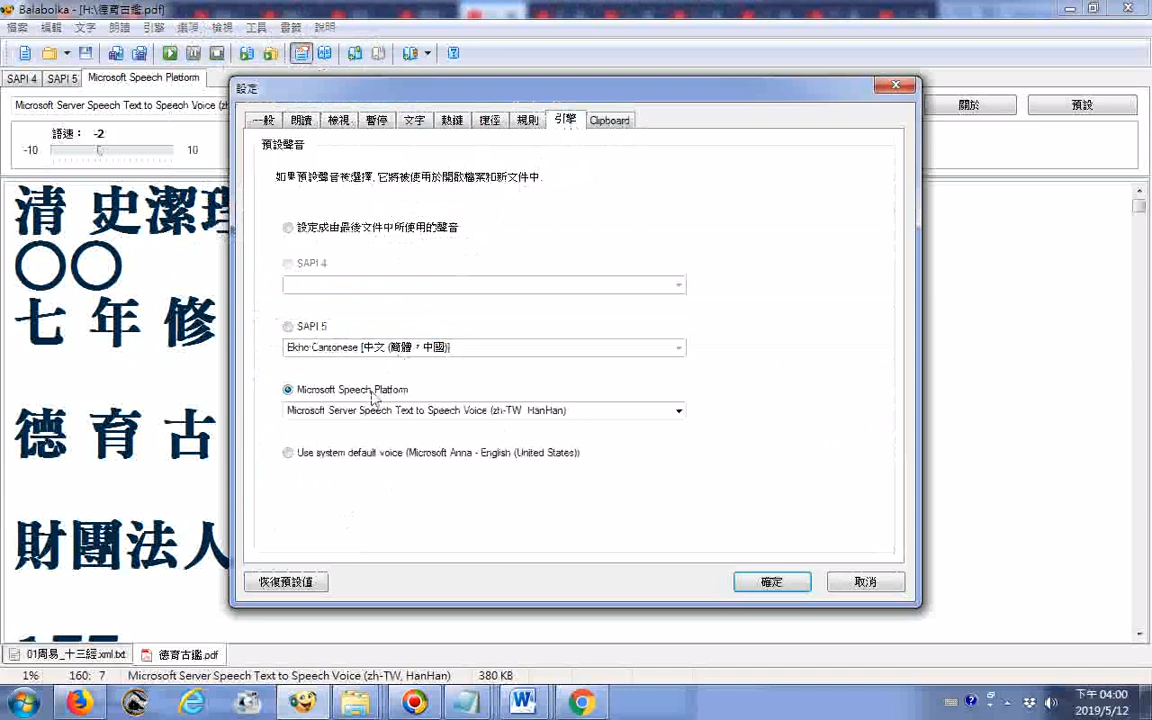 Balabolka - [H:\德育古鑑.pdf]
檔案 編輯 文字 朗讀 引擎 選項 檢視 工具 書籤 說明
SAPI 4 SAPI 5 Microsoft Speech Platform
Microsoft Server Speech Text to Speech Voice (zh
關於 預設
語速： -2
-10 10
清 史潔珵
〇〇
七 年 修
德 育 古
財團法人
設定
一般 朗讀 檢視 暫停 文字 熱鍵 捷徑 規則 引擎 Clipboard
預設聲音
如果預設聲音被選擇, 它將被使用於開啟檔案和新文件中.
設定成由最後文件中所使用的聲音
SAPI 4
SAPI 5
Ekho Cantonese [中文 (簡體，中國)]
Microsoft Speech Platform
Microsoft Server Speech Text to Speech Voice (zh-TW, HanHan)
Use system default voice (Microsoft Anna - English (United States))
恢復預設值 確定 取消
01周易_十三經.xml.txt 德育古鑑.pdf
1% 160: 7 Microsoft Server Speech Text to Speech Voice (zh-TW, HanHan) 380 KB
下午 04:00
2019/5/12